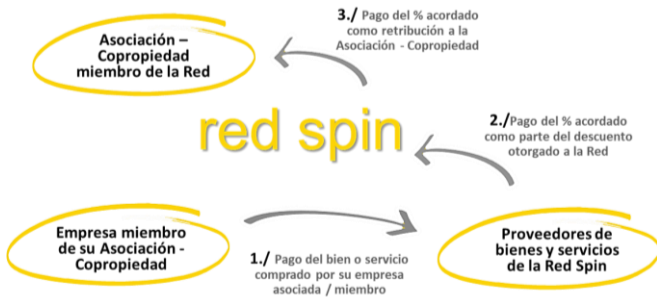 Asociación –
Copropiedad
miembro de la Red
3./ Pago del % acordado
como retribución a la
Asociación - Copropiedad
red spin
2./Pago del % acordado
como parte del descuento
otorgado a la Red
Empresa miembro
de su Asociación -
Copropiedad
1./ Pago del bien o servicio
comprado por su empresa
asociada / miembro
Proveedores de
bienes y servicios
de la Red Spin